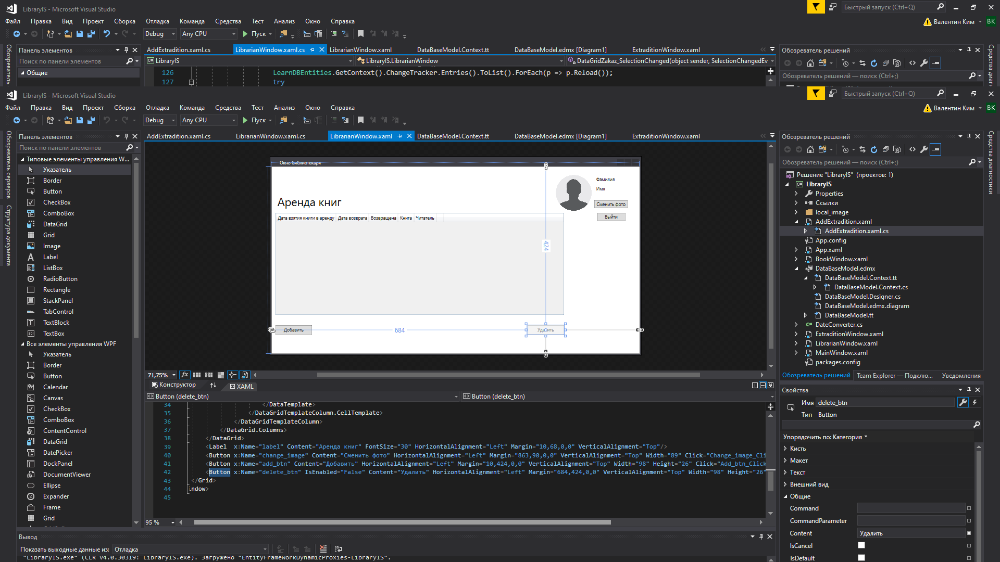 LibraryIS - Microsoft Visual Studio
Быстрый запуск (Ctrl+Q)
Файл Правка Вид Проект Сборка Отладка Команда Средства Тест Анализ Окно Справка
Валентин Ким ВК
Debug Any CPU Пуск
Панель элементов
AddExtradition.xaml.cs LibrarianWindow.xaml.cs LibrarianWindow.xaml DataBaseModel.Context.tt DataBaseModel.edmx [Diagram1] ExtraditionWindow.xaml
Обозреватель решений
Поиск по панели элементов
LibraryIS LibraryIS.LibrarianWindow DataGridZakaz_SelectionChanged(object sender, SelectionChangedEv
Общие
126 LearnDBEntities.GetContext().ChangeTracker.Entries().ToList().ForEach(p => p.Reload());
127 try
Обозреватель решений — поиск (Ctrl+;)
LibraryIS - Microsoft Visual Studio
Быстрый запуск (Ctrl+Q)
Файл Правка Вид Проект Сборка Отладка Команда Средства Тест Анализ Окно Справка
Валентин Ким ВК
Debug Any CPU Пуск
Обозреватель серверов
Структура документа
Панель элементов
Поиск по панели элементов
Типовые элементы управления W...
Указатель
Border
Button
CheckBox
ComboBox
DataGrid
Grid
Image
Label
ListBox
RadioButton
Rectangle
StackPanel
TabControl
TextBlock
TextBox
Все элементы управления WPF
Указатель
Border
Button
Calendar
Canvas
CheckBox
ComboBox
ContentControl
DataGrid
DatePicker
DockPanel
DocumentViewer
Ellipse
Expander
Frame
Grid
AddExtradition.xaml.cs LibrarianWindow.xaml.cs LibrarianWindow.xaml DataBaseModel.Context.tt DataBaseModel.edmx [Diagram1] ExtraditionWindow.xaml
Окно библиотекаря
Фамилия
Имя
Аренда книг
Сменить фото
Выйти
Дата взятия книги в аренду Дата возврата Возвращена Книга Читатель
424
Добавить 684 Удалить
71,75%
Конструктор XAML
Button (delete_btn) Button (delete_btn)
34 </DataTemplate>
35 </DataGridTemplateColumn.CellTemplate>
36 </DataGridTemplateColumn>
37 </DataGrid.Columns>
38 </DataGrid>
39 <Label x:Name="label" Content="Аренда книг" FontSize="30" HorizontalAlignment="Left" Margin="10,68,0,0" VerticalAlignment="Top"/>
40 <Button x:Name="change_image" Content="Сменить фото" HorizontalAlignment="Left" Margin="863,90,0,0" VerticalAlignment="Top" Width="89" Click="Change_image_Cli
41 <Button x:Name="add_btn" Content="Добавить" HorizontalAlignment="Left" Margin="10,424,0,0" VerticalAlignment="Top" Width="98" Height="26" Click="Add_btn_Click
42 <Button x:Name="delete_btn" IsEnabled="False" Content="Удалить" HorizontalAlignment="Left" Margin="684,424,0,0" VerticalAlignment="Top" Width="98" Height="26"
43 </Grid>
44 indow>
45
95 %
Вывод
Показать выходные данные из: Отладка
"LibraryIS.exe" (CLR v4.0.30319: LibraryIS.exe). Загружено "EntityFrameworkDynamicProxies-LibraryIS".
Обозреватель решений
Обозреватель решений — поиск (Ctrl+;)
Решение "LibraryIS" (проектов: 1)
LibraryIS
Properties
Ссылки
local_image
AddExtradition.xaml
AddExtradition.xaml.cs
App.config
App.xaml
BookWindow.xaml
DataBaseModel.edmx
DataBaseModel.Context.tt
DataBaseModel.Context.cs
DataBaseModel.Designer.cs
DataBaseModel.edmx.diagram
DataBaseModel.tt
DateConverter.cs
ExtraditionWindow.xaml
LibrarianWindow.xaml
MainWindow.xaml
packages.config
Обозреватель решений Team Explorer — Подклю... Уведомления
Свойства
Имя delete_btn
Тип Button
Упорядочить по: Категория
Кисть
Макет
Текст
Внешний вид
Общие
Command
CommandParameter
Content Удалить
IsCancel
IsDefault
Средства диагностики